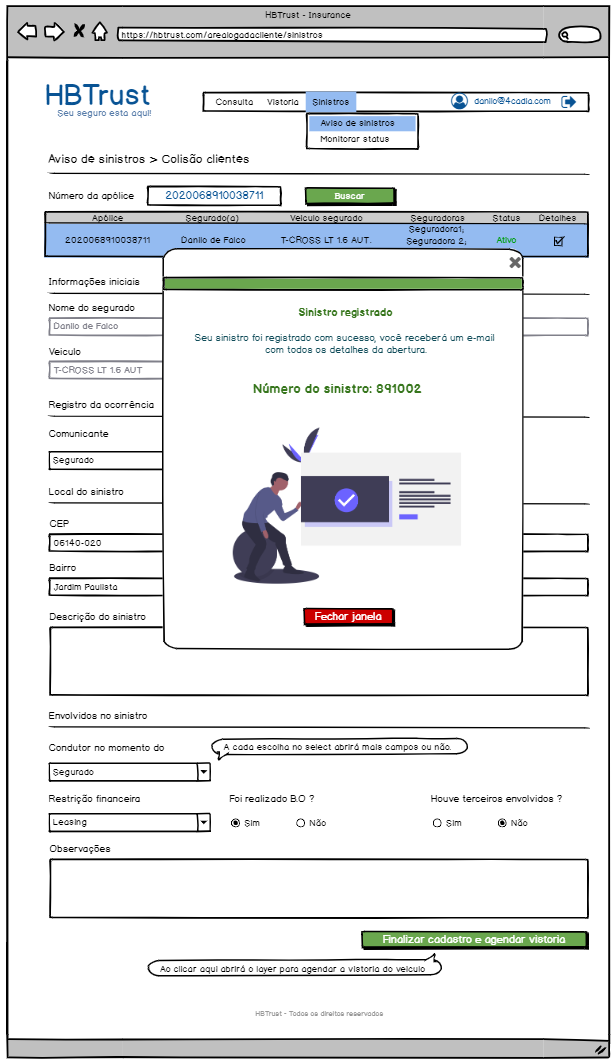 HBTrust - Insurance
https://hbtrust.com/arealogadacliente/sinistros
HBTrust
Seu seguro esta aqui!
Consulta Vistoria Sinistros danilo@4cadia.com
Aviso de sinistros
Monitorar status
Aviso de sinistros > Colisão clientes
Número da apólice 2020068910038711 Buscar
Apólice Segurado(a) Veiculo segurado Seguradoras Status Detalhes
2020068910038711 Danilo de Falco T-CROSS LT 1.6 AUT. Seguradora1; Ativo
Seguradora 2;
Informações iniciais
Nome do segurado
Danilo de Falco
Veiculo
T-CROSS LT 1.6 AUT
Registro da ocorrência
Comunicante
Segurado
Local do sinistro
CEP
06140-020
Bairro
Jardim Paulista
Descrição do sinistro
Sinistro registrado
Seu sinistro foi registrado com sucesso, você receberá um e-mail
com todos os detalhes da abertura.
Número do sinistro: 891002
Fechar janela
Envolvidos no sinistro
Condutor no momento do
A cada escolha no select abrirá mais campos ou não.
Segurado
Restrição financeira Foi realizado B.O ? Houve terceiros envolvidos ?
Leasing Sim Não Sim Não
Observações
Finalizar cadastro e agendar vistoria
Ao clicar aqui abrirá o layer para agendar a vistoria do veiculo
HBTrust - Todos os direitos reservados